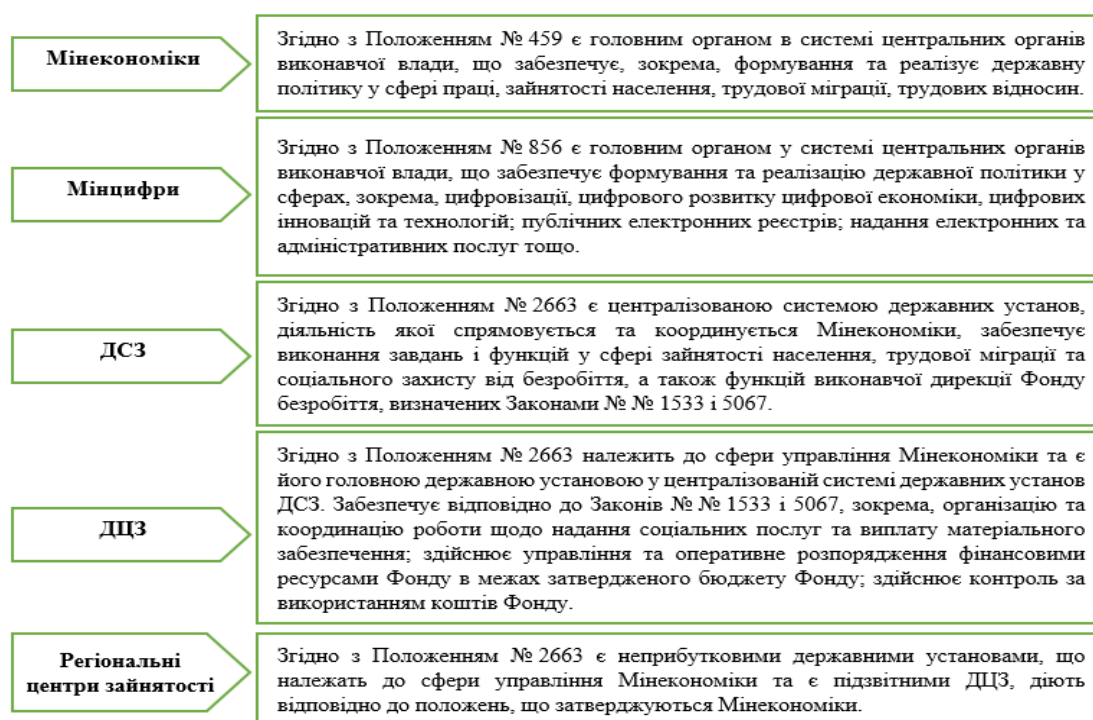 Мінекономіки
Згідно з Положенням № 459 є головним органом в системі центральних органів
виконавчої влади, що забезпечує, зокрема, формування та реалізує державну
політику у сфері праці, зайнятості населення, трудової міграції, трудових відносин.
Мінцифри
Згідно з Положенням № 856 є головним органом у системі центральних органів
виконавчої влади, що забезпечує формування та реалізацію державної політики у
сферах, зокрема, цифровізації, цифрового розвитку цифрової економіки, цифрових
інновацій та технологій; публічних електронних реєстрів; надання електронних та
адміністративних послуг тощо.
ДСЗ
Згідно з Положенням № 2663 є централізованою системою державних установ,
діяльність якої спрямовується та координується Мінекономіки, забезпечує
виконання завдань і функцій у сфері зайнятості населення, трудової міграції та
соціального захисту від безробіття, а також функцій виконавчої дирекції Фонду
безробіття, визначених Законами № № 1533 і 5067.
ДЦЗ
Згідно з Положенням № 2663 належить до сфери управління Мінекономіки та є
його головною державною установою у централізованій системі державних установ
ДСЗ. Забезпечує відповідно до Законів № № 1533 і 5067, зокрема, організацію та
координацію роботи щодо надання соціальних послуг та виплату матеріального
забезпечення; здійснює управління та оперативне розпорядження фінансовими
ресурсами Фонду в межах затвердженого бюджету Фонду; здійснює контроль за
використанням коштів Фонду.
Регіональні
центри зайнятості
Згідно з Положенням № 2663 є неприбутковими державними установами, що
належать до сфери управління Мінекономіки та є підзвітними ДЦЗ, діють
відповідно до положень, що затверджуються Мінекономіки.